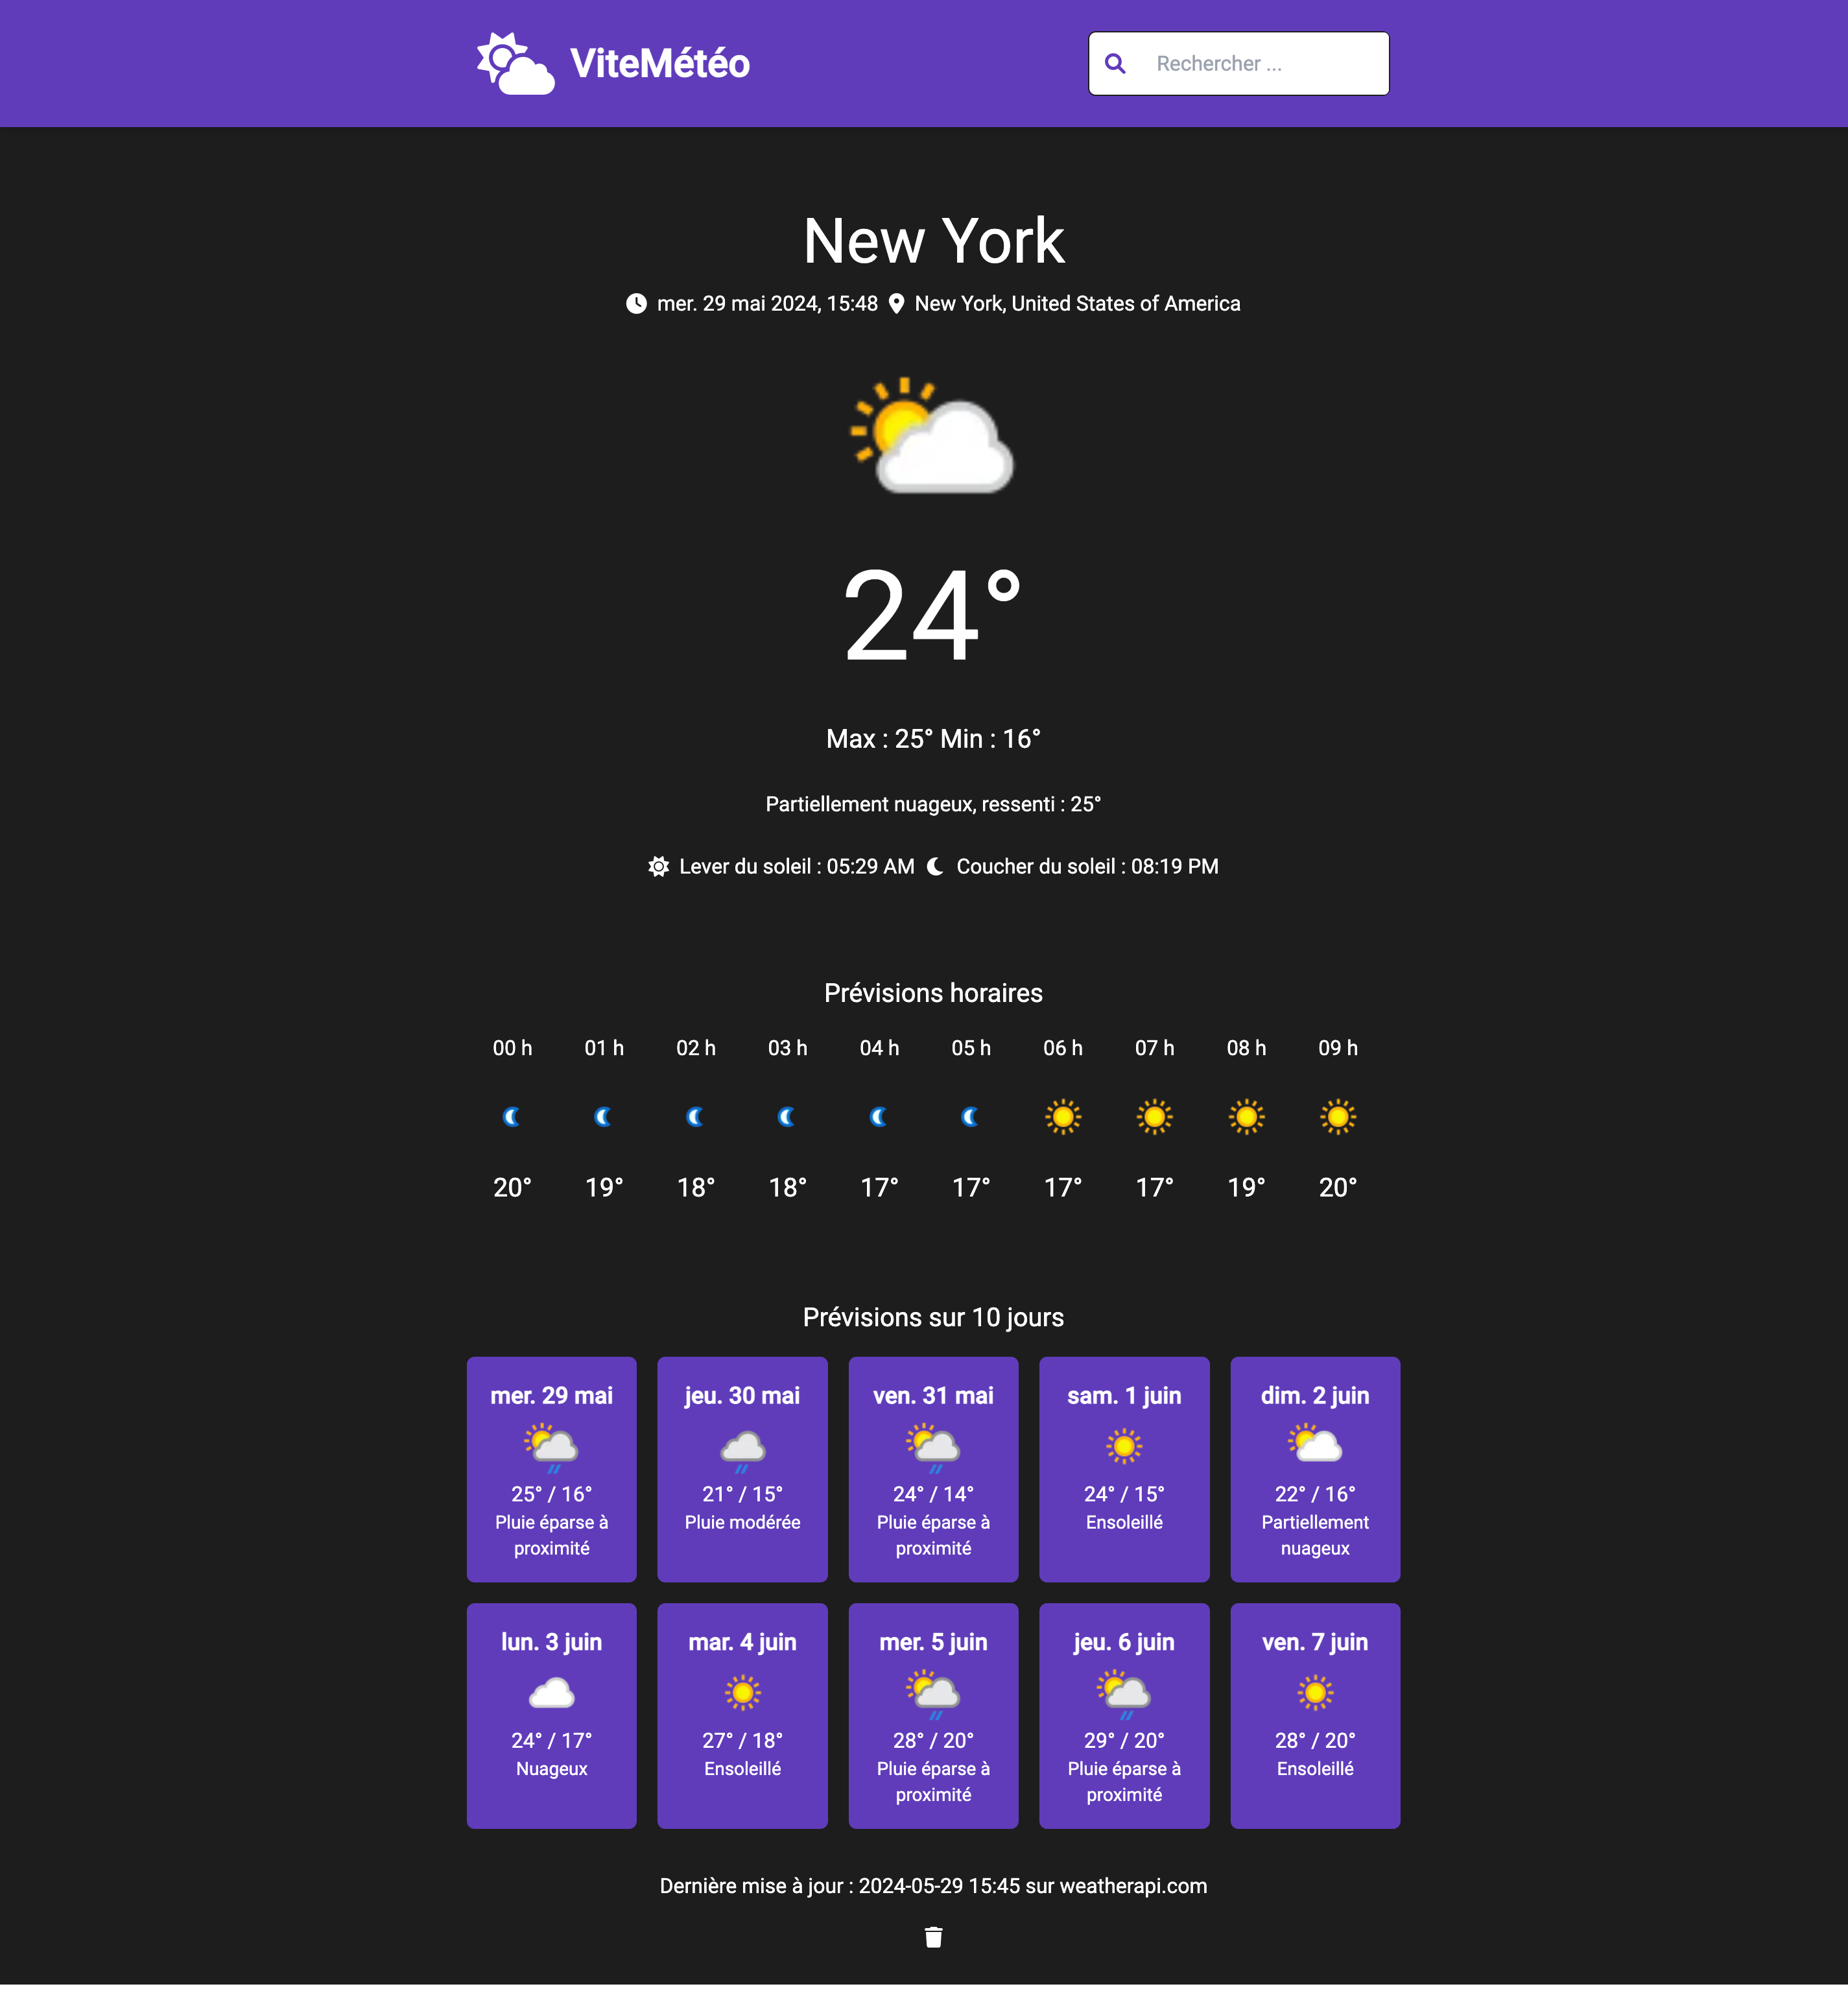 ViteMétéo
Rechercher ...
New York
mer. 29 mai 2024, 15:48 New York, United States of America
24°
Max : 25° Min : 16°
Partiellement nuageux, ressenti : 25°
Lever du soleil : 05:29 AM Coucher du soleil : 08:19 PM
Prévisions horaires
00 h 01 h 02 h 03 h 04 h 05 h 06 h 07 h 08 h 09 h
20° 19° 18° 18° 17° 17° 17° 17° 19° 20°
Prévisions sur 10 jours
mer. 29 mai
25° / 16°
Pluie éparse à
proximité
jeu. 30 mai
21° / 15°
Pluie modérée
ven. 31 mai
24° / 14°
Pluie éparse à
proximité
sam. 1 juin
24° / 15°
Ensoleillé
dim. 2 juin
22° / 16°
Partiellement
nuageux
lun. 3 juin
24° / 17°
Nuageux
mar. 4 juin
27° / 18°
Ensoleillé
mer. 5 juin
28° / 20°
Pluie éparse à
proximité
jeu. 6 juin
29° / 20°
Pluie éparse à
proximité
ven. 7 juin
28° / 20°
Ensoleillé
Dernière mise à jour : 2024-05-29 15:45 sur weatherapi.com